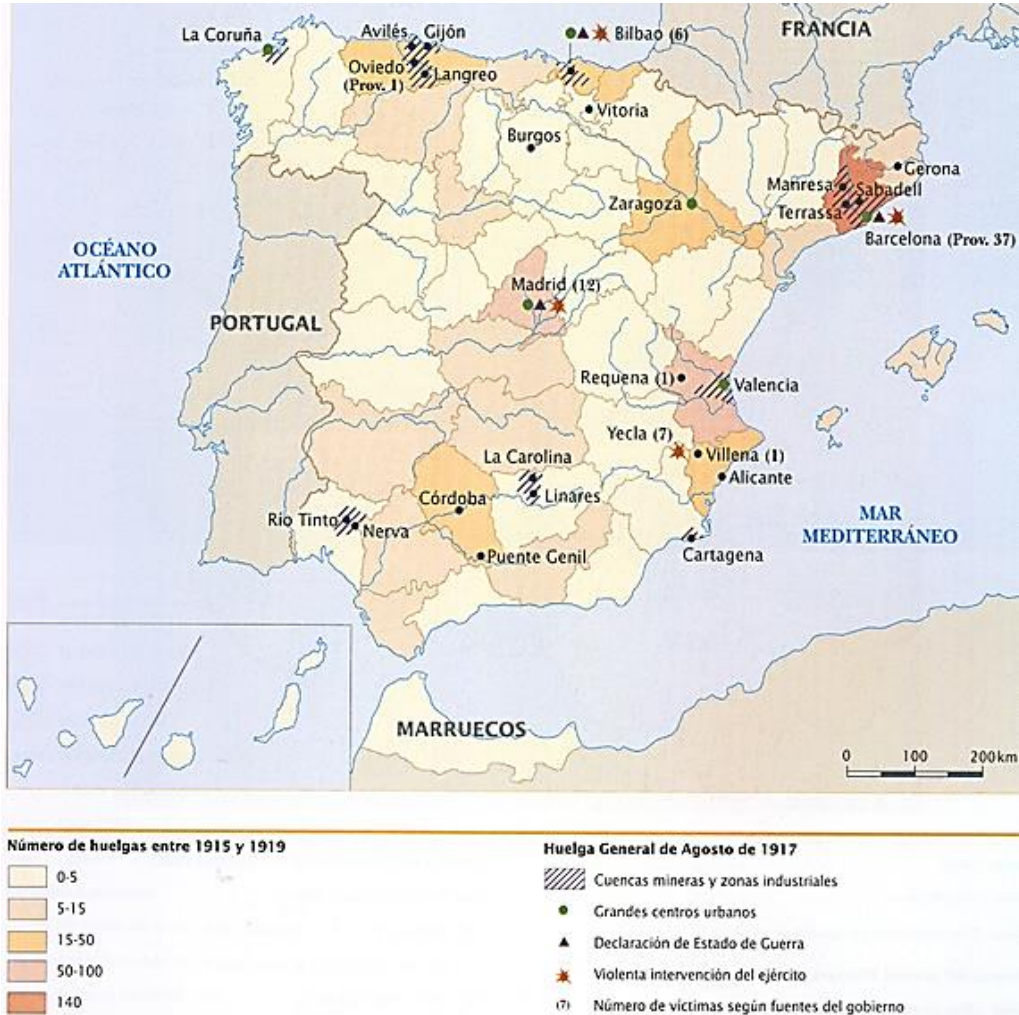 FRANCIA
La Coruña
Avilés Gijón
Oviedo
(Prov. 1)
Langreo
Bilbao (6)
Vitoria
Burgos
Gerona
Manresa
Sabadell
Terrassa
Zaragoza
Barcelona (Prov. 37)
OCÉANO
ATLÁNTICO
Madrid (12)
PORTUGAL
Requena (1)
Valencia
Yecla (7)
Villena (1)
La Carolina
Alicante
Linares
Córdoba
Río Tinto
Nerva
MAR
MEDITERRÁNEO
Cartagena
Puente Genil
MARRUECOS
0 100 200 km
Número de huelgas entre 1915 y 1919
0-5
5-15
15-50
50-100
140
Huelga General de Agosto de 1917
Cuencas mineras y zonas industriales
Grandes centros urbanos
Declaración de Estado de Guerra
Violenta intervención del ejército
(7) Número de víctimas según fuentes del gobierno